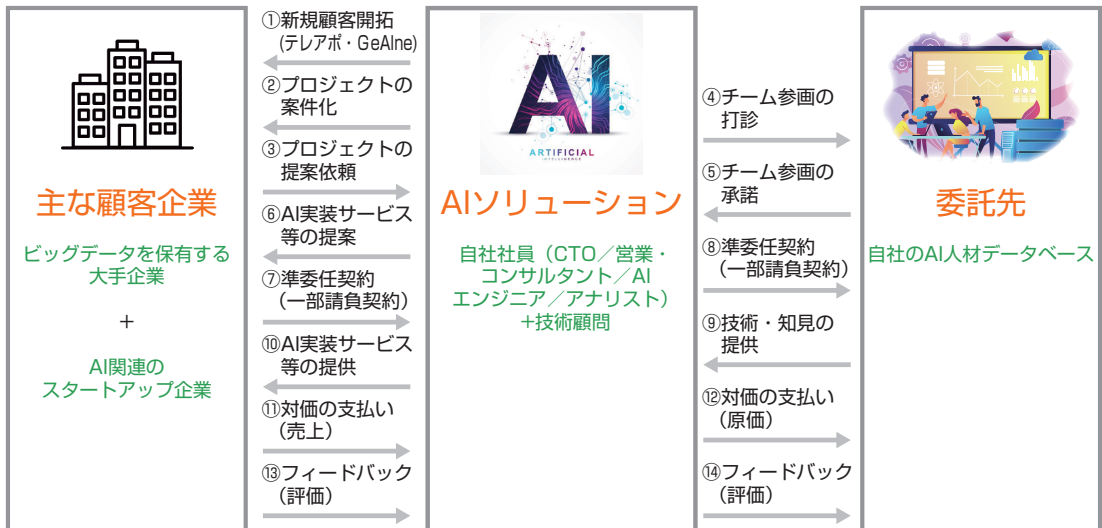 主な顧客企業
ビッグデータを保有する
大手企業
+
AI関連の
スタートアップ企業
①新規顧客開拓
(テレアポ・GeAIne)
②プロジェクトの
案件化
③プロジェクトの
提案依頼
⑥AI実装サービス
等の提案
⑦準委任契約
(一部請負契約)
⑩AI実装サービス
等の提供
⑪対価の支払い
(売上)
⑬フィードバック
(評価)
AI
ARTIFICIAL
INTELLIGENCE
AIソリューション
自社社員（CTO／営業・
コンサルタント／AI
エンジニア／アナリスト）
+技術顧問
④チーム参画の
打診
⑤チーム参画の
承諾
⑧準委任契約
(一部請負契約)
⑨技術・知見の
提供
⑫対価の支払い
(原価)
⑭フィードバック
(評価)
委託先
自社のAI人材データベース